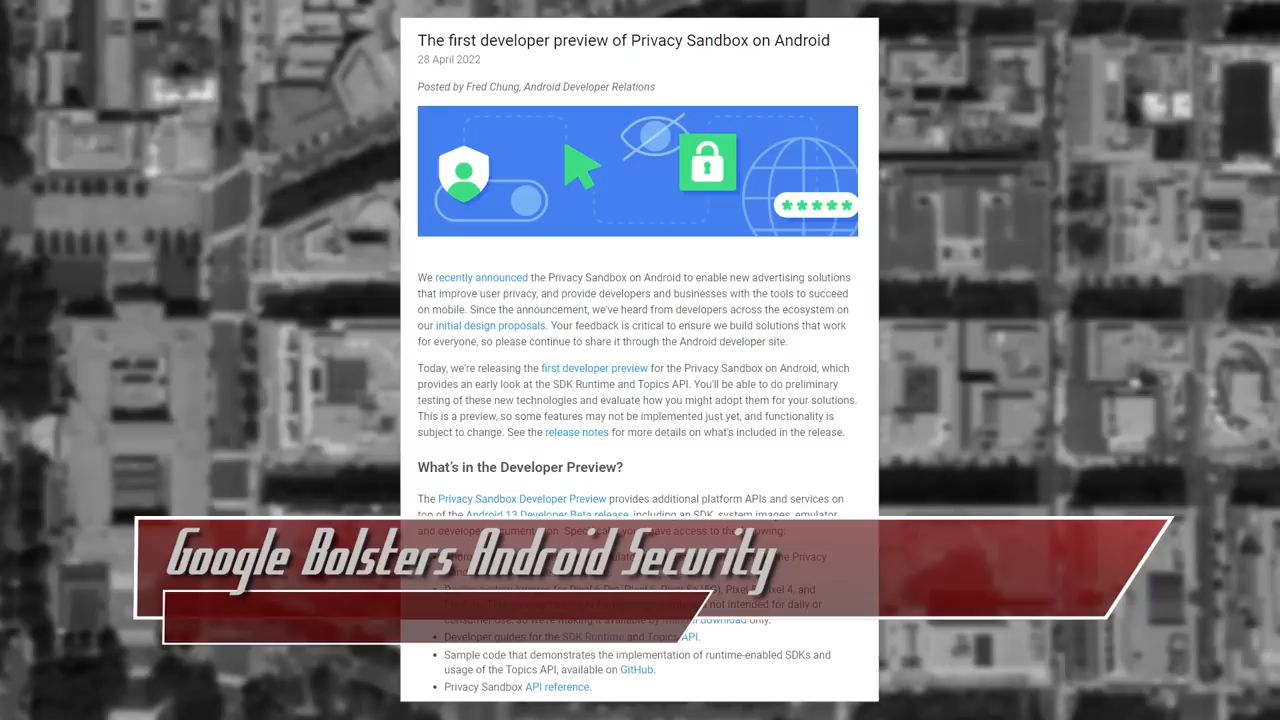 The first developer preview of Privacy Sandbox on Android
28 April 2022
Posted by Fred Chung, Android Developer Relations
*****
We recently announced the Privacy Sandbox on Android to enable new advertising solutions
that improve user privacy, and provide developers and businesses with the tools to succeed
on mobile. Since the announcement, we've heard from developers across the ecosystem on
our initial design proposals. Your feedback is critical to ensure we build solutions that work
for everyone, so please continue to share it through the Android developer site.
Today, we're releasing the first developer preview for the Privacy Sandbox on Android, which
provides an early look at the SDK Runtime and Topics API. You'll be able to do preliminary
testing of these new technologies and evaluate how you might adopt them for your solutions.
This is a preview, so some features may not be implemented just yet, and functionality is
subject to change. See the release notes for more details on what's included in the release.
What's in the Developer Preview?
The Privacy Sandbox Developer Preview provides additional platform APIs and services on
top of the Android 13 Developer Beta release, including an SDK, system images, emulator,
and developer documentation. following:
the Privacy
Pixel 4, and
not intended for daily or
download only.
Google Bolsters Android Security
• Developer guides for the SDK Runtime and Topics API.
• Sample code that demonstrates the implementation of runtime-enabled SDKs and
usage of the Topics API, available on GitHub.
• Privacy Sandbox API reference.